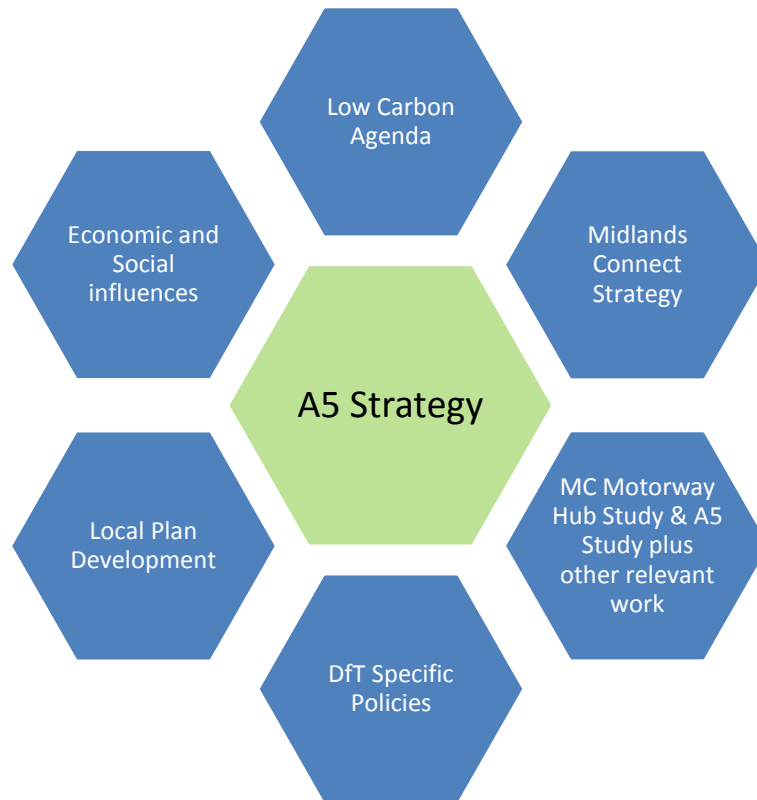 Low Carbon
Agenda
Economic and
Social
influences
Midlands
Connect
Strategy
A5 Strategy
Local Plan
Development
MC Motorway
Hub Study & A5
Study plus
other relevant
work
DfT Specific
Policies